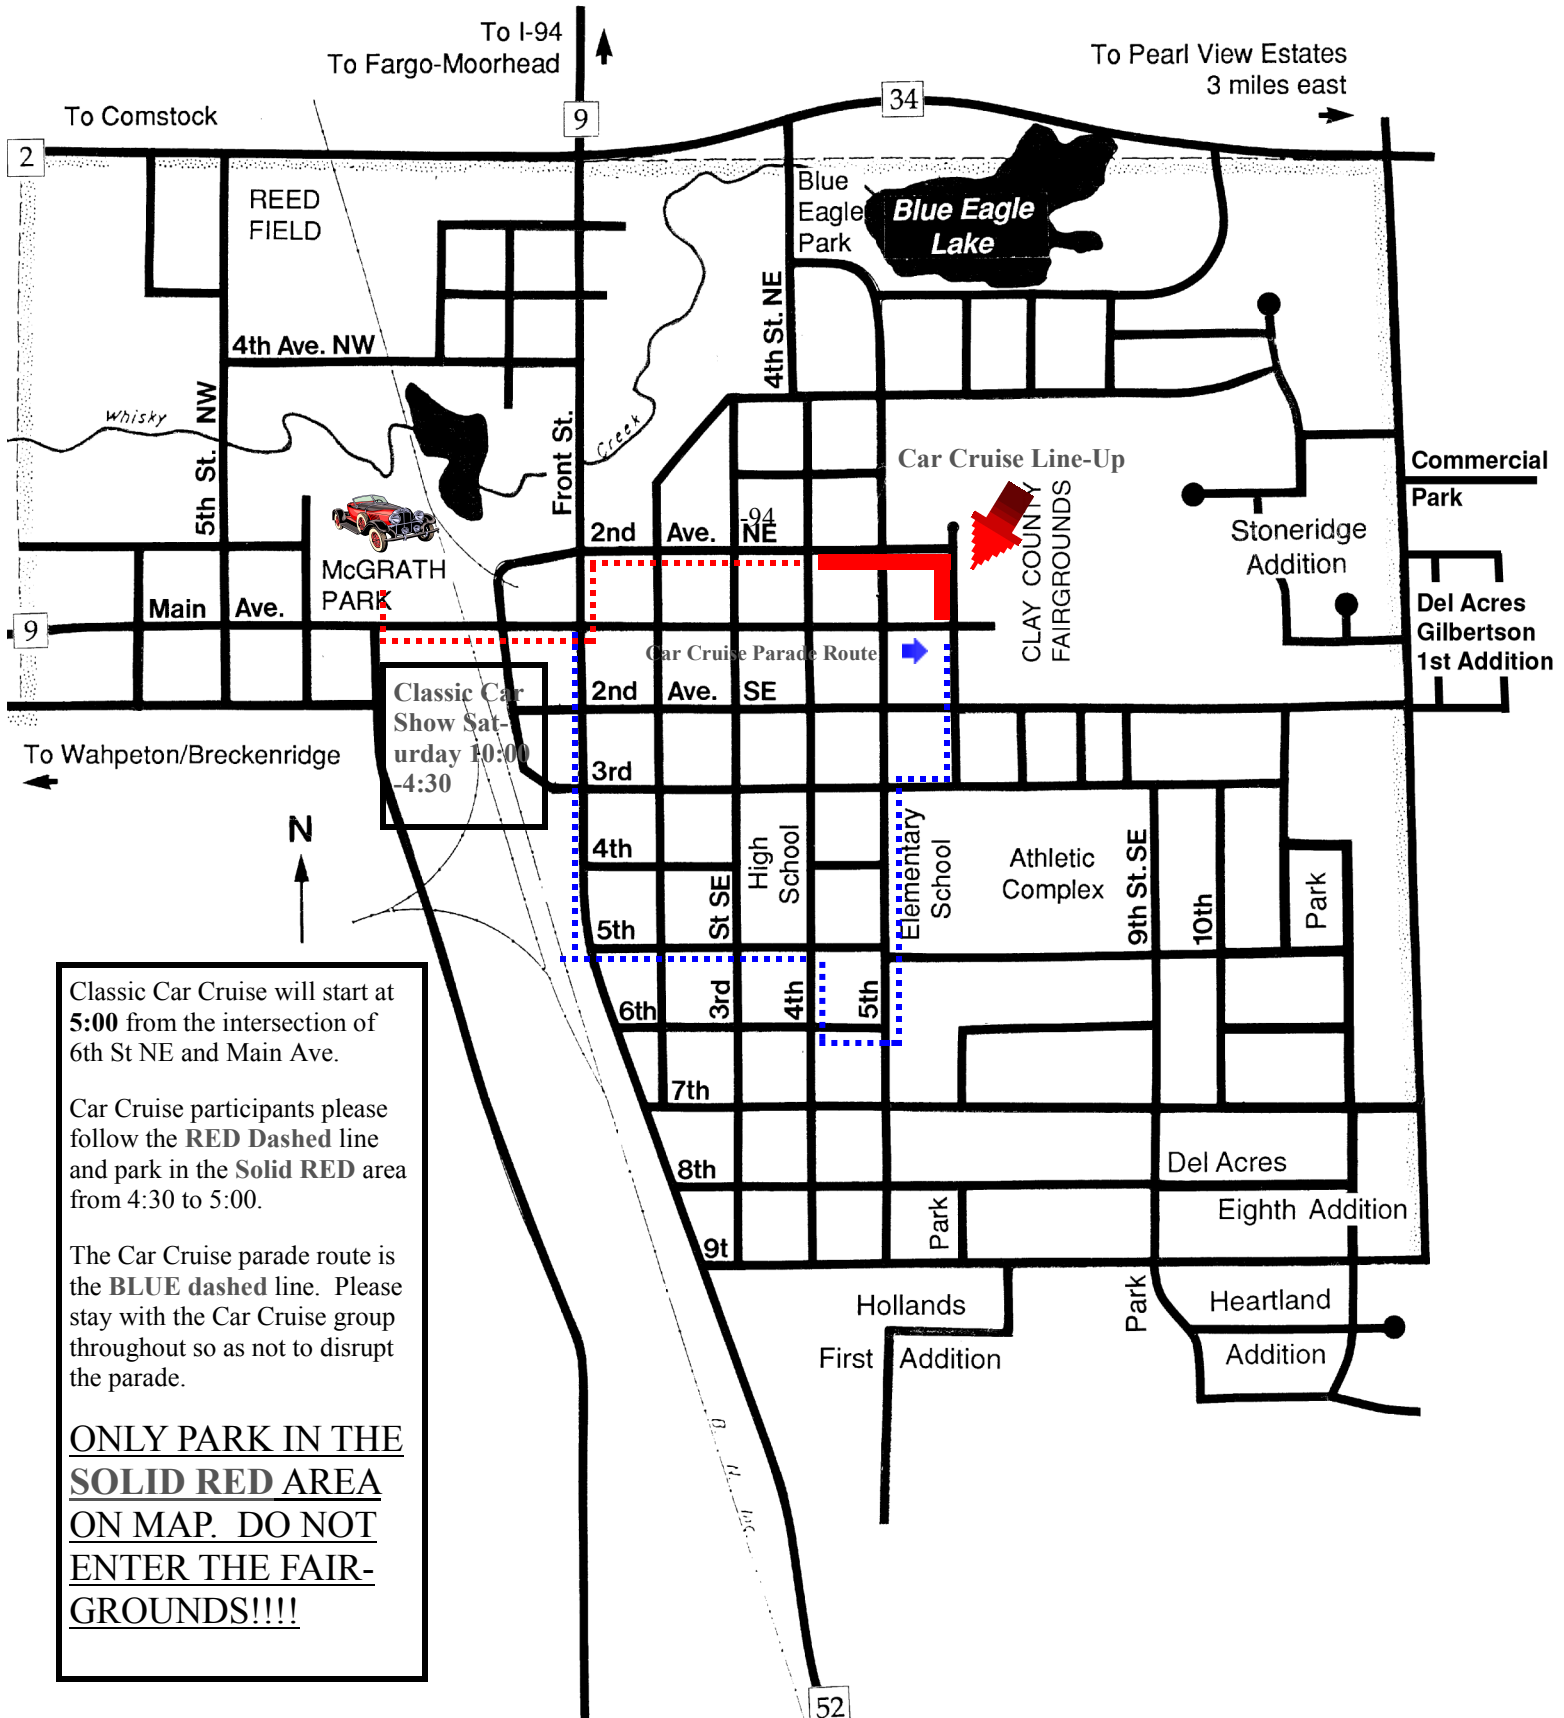 To I-94
To Fargo-Moorhead
To Pearl View Estates
3 miles east
34
9
To Comstock
2
REED
FIELD
Blue
Eagle
Park
Blue Eagle
Lake
4th St. NE
4th Ave. NW
5th St. NW
Whisky
Creek
Front St.
Car Cruise Line-Up
Commercial
Park
CLAY COUNTY
FAIRGROUNDS
Stoneridge
Addition
-94
2nd Ave. NE
McGRATH
PARK
Main Ave.
9
Del Acres
Gilbertson
1st Addition
Car Cruise Parade Route
2nd Ave. SE
Classic Car
Show Sat-
urday 10:00
-4:30
To Wahpeton/Breckenridge
3rd
N
4th
High
School
Elementary
School
Athletic
Complex
9th St. SE
10th
Park
St SE
5th
3rd
4th
5th
6th
7th
Classic Car Cruise will start at
5:00 from the intersection of
6th St NE and Main Ave.
Car Cruise participants please
follow the RED Dashed line
and park in the Solid RED area
from 4:30 to 5:00.
The Car Cruise parade route is
the BLUE dashed line. Please
stay with the Car Cruise group
throughout so as not to disrupt
the parade.
ONLY PARK IN THE
SOLID RED AREA
ON MAP. DO NOT
ENTER THE FAIR-
GROUNDS!!!!
8th
Del Acres
Eighth Addition
Park
9t
Hollands
First Addition
Park
Heartland
Addition
B. N. Inc.
52